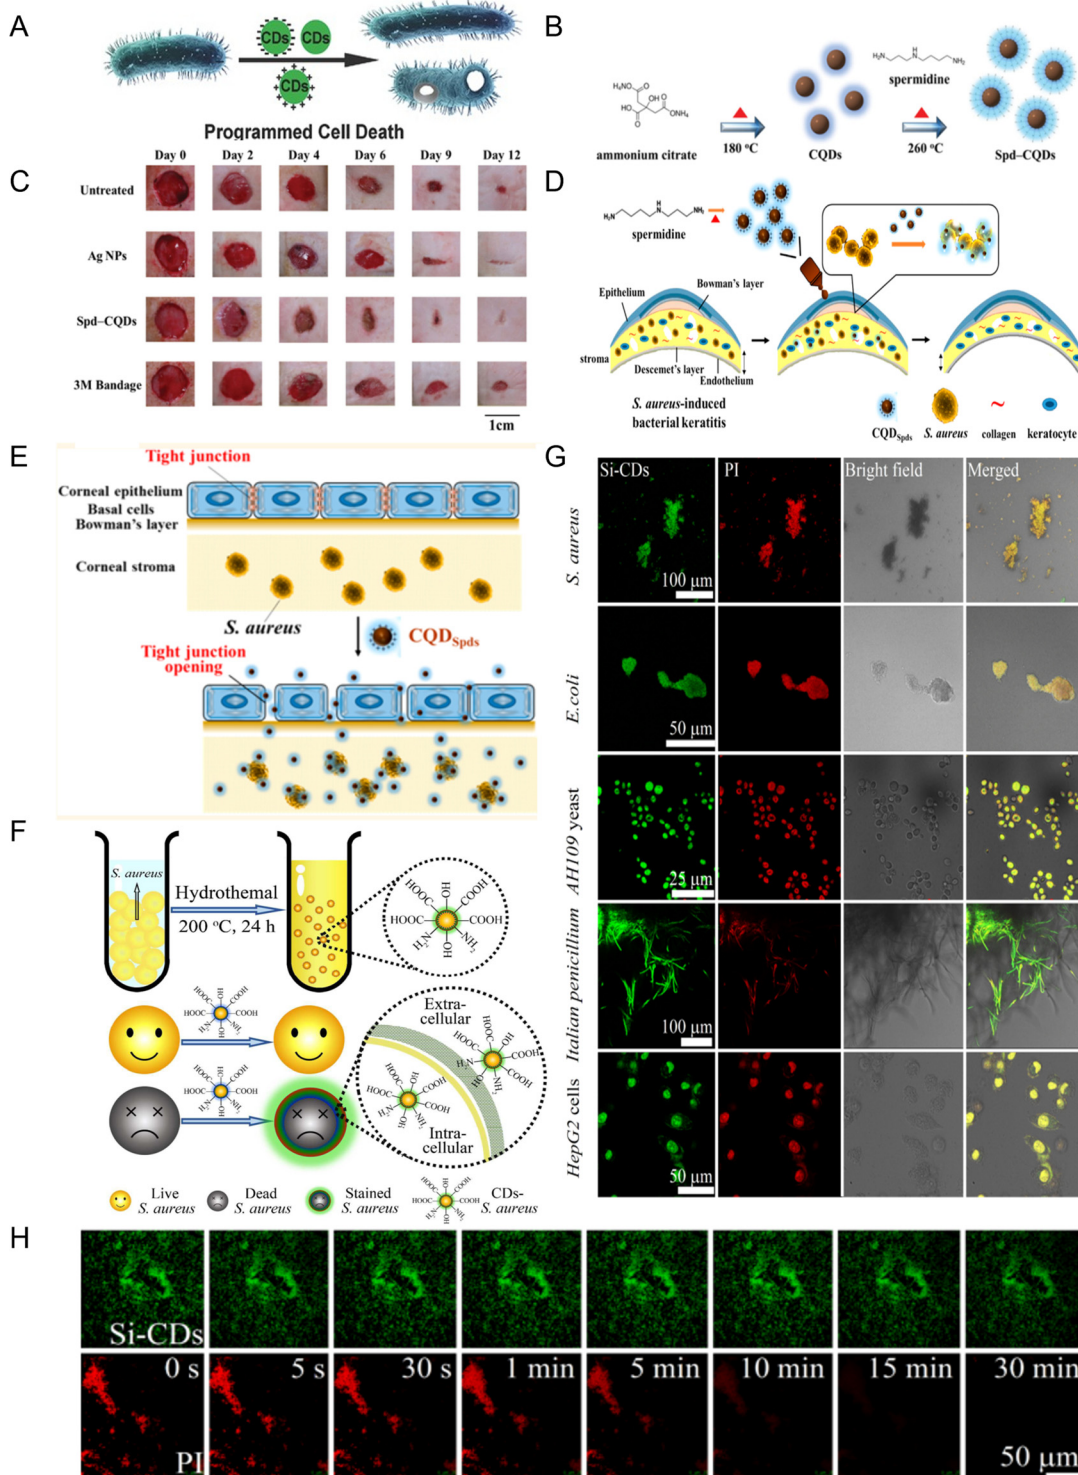 A
CDs
CDs
CDs
Programmed Cell Death
B
H₂N
H
N
NH₂
spermidine
ammonium citrate
180 °C
CQDs
260 °C
Spd–CQDs
C
Day 0
Day 2
Day 4
Day 6
Day 9
Day 12
Untreated
Ag NPs
Spd–CQDs
3M Bandage
1cm
D
spermidine
Epithelium
Bowman's layer
stroma
Descemet's layer
Endothelium
S. aureus-induced
bacterial keratitis
CQDSpds
S. aureus
collagen
keratocyte
E
Tight junction
Corneal epithelium
Basal cells
Bowman's layer
Corneal stroma
S. aureus
CQDSpds
Tight junction
opening
F
S. aureus
Hydrothemal
200 °C, 24 h
HOOC
HO
COOH
HOOC
COOH
H₂N
OH
NH₂
Extra-
cellular
Intra-
cellular
Live
S. aureus
Dead
S. aureus
Stained
S. aureus
CDs-
S. aureus
G
Si-CDs
PI
Bright field
Merged
S. aureus
100 μm
E.coli
50 μm
AH109 yeast
25 μm
Italian penicillium
100 μm
HepG2 cells
50 μm
H
Si-CDs
0 s
5 s
30 s
1 min
5 min
10 min
15 min
30 min
PI
50 μm